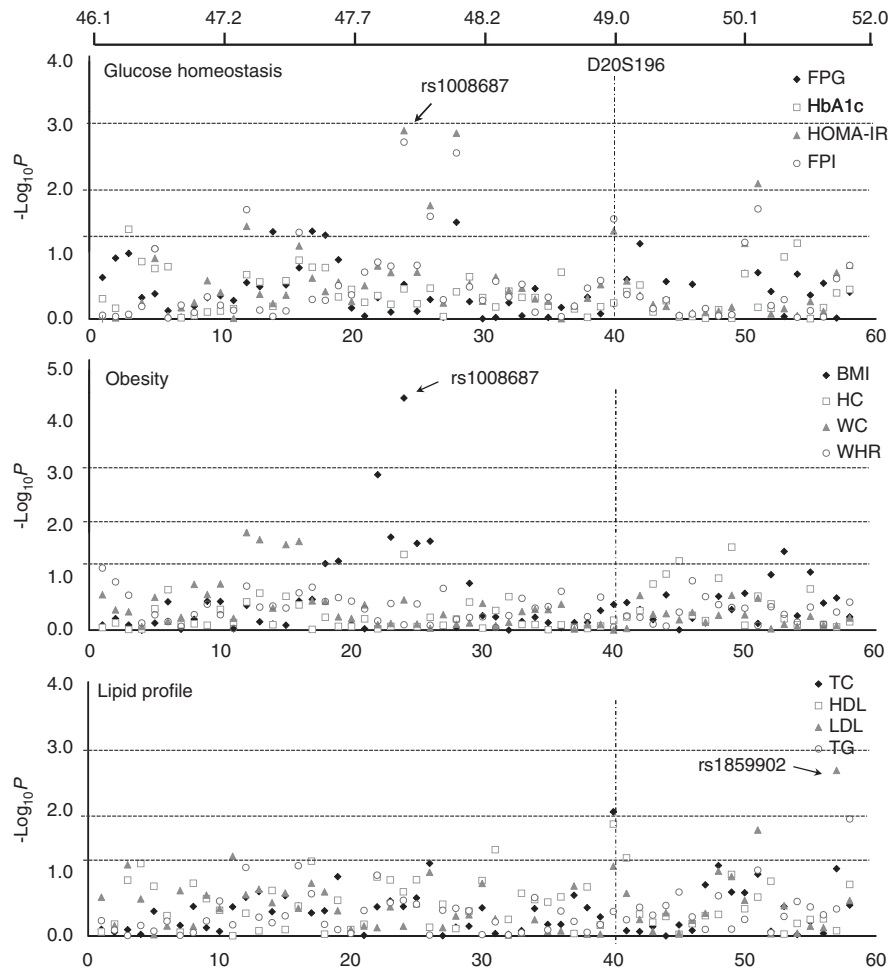 46.1 47.2 47.7 48.2 49.0 50.1 52.0
4.0
Glucose homeostasis
D20S196
rs1008687
FPG
HbA1c
HOMA-IR
FPI
3.0
2.0
1.0
0.0
-Log10P
0 10 20 30 40 50 60
5.0
Obesity
rs1008687
BMI
HC
WC
WHR
4.0
3.0
2.0
1.0
0.0
-Log10P
0 10 20 30 40 50 60
4.0
Lipid profile
TC
HDL
LDL
TG
rs1859902
3.0
2.0
1.0
0.0
-Log10P
0 10 20 30 40 50 60